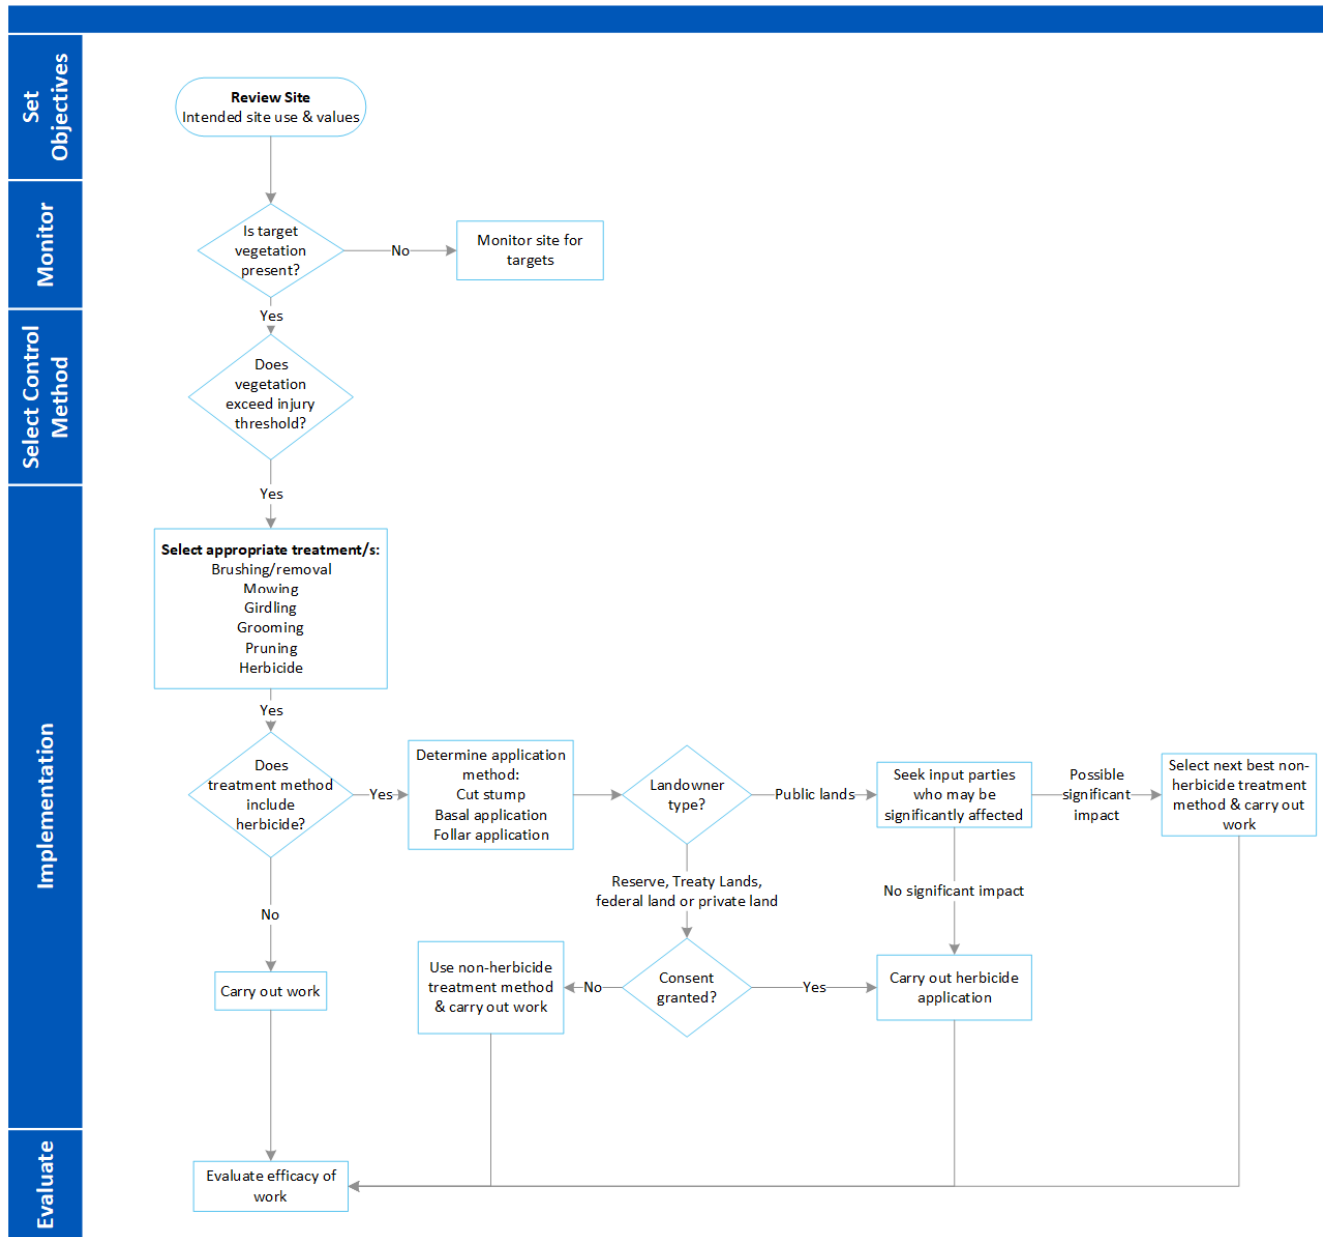 Set
Objectives
Review Site
Intended site use & values
Monitor
Is target
vegetation
present?
No
Monitor site for
targets
Yes
Select Control
Method
Does
vegetation
exceed injury
threshold?
Yes
Implementation
Select appropriate treatment/s:
Brushing/removal
Mowing
Girdling
Grooming
Pruning
Herbicide
Yes
Does
treatment method
include
herbicide?
Yes
Determine application
method:
Cut stump
Basal application
Follar application
Landowner
type?
Public lands
Seek input parties
who may be
significantly affected
Possible
significant
impact
Select next best non-
herbicide treatment
method & carry out
work
Reserve, Treaty Lands,
federal land or private land
No significant impact
No
Carry out work
Use non-herbicide
treatment method
& carry out work
No
Consent
granted?
Yes
Carry out herbicide
application
Evaluate
Evaluate efficacy of
work